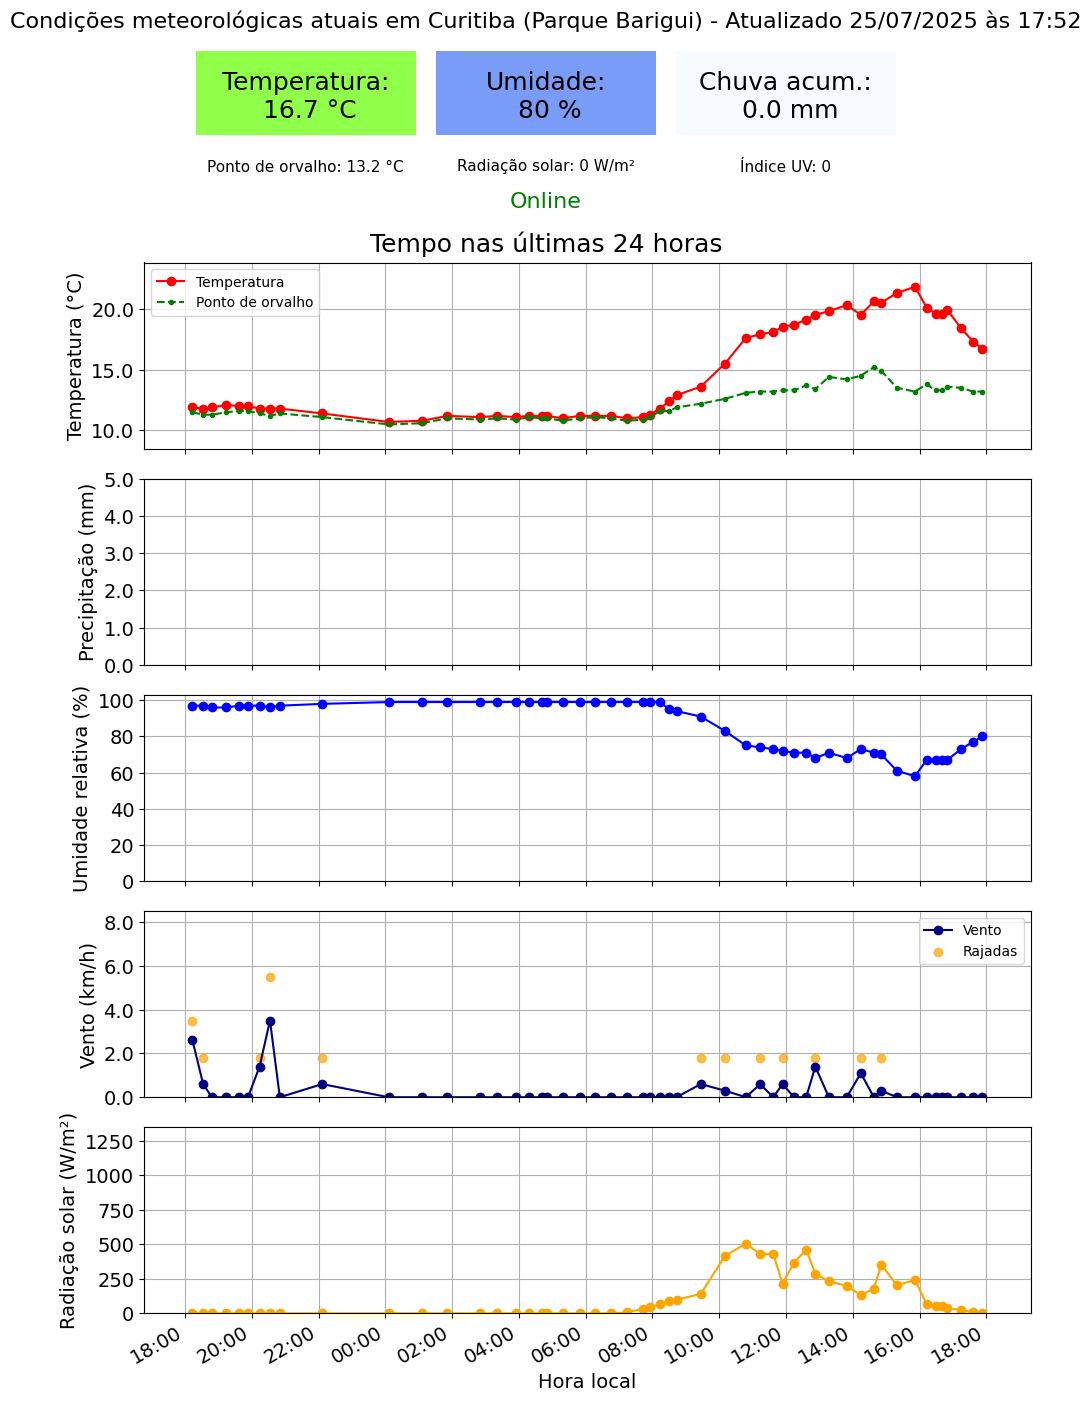 Condições meteorológicas atuais em Curitiba (Parque Barigui) - Atualizado 25/07/2025 às 17:52
Temperatura:
16.7 °C
Umidade:
80 %
Chuva acum.:
0.0 mm
Ponto de orvalho: 13.2 °C
Radiação solar: 0 W/m²
Índice UV: 0
Online
Tempo nas últimas 24 horas
Temperatura (°C)
20.0
15.0
10.0
Temperatura
Ponto de orvalho
Precipitação (mm)
5.0
4.0
3.0
2.0
1.0
0.0
Umidade relativa (%)
100
80
60
40
20
0
Vento (km/h)
8.0
6.0
4.0
2.0
0.0
Vento
Rajadas
Radiação solar (W/m²)
1250
1000
750
500
250
0
18:00
20:00
22:00
00:00
02:00
04:00
06:00
08:00
10:00
12:00
14:00
16:00
18:00
Hora local